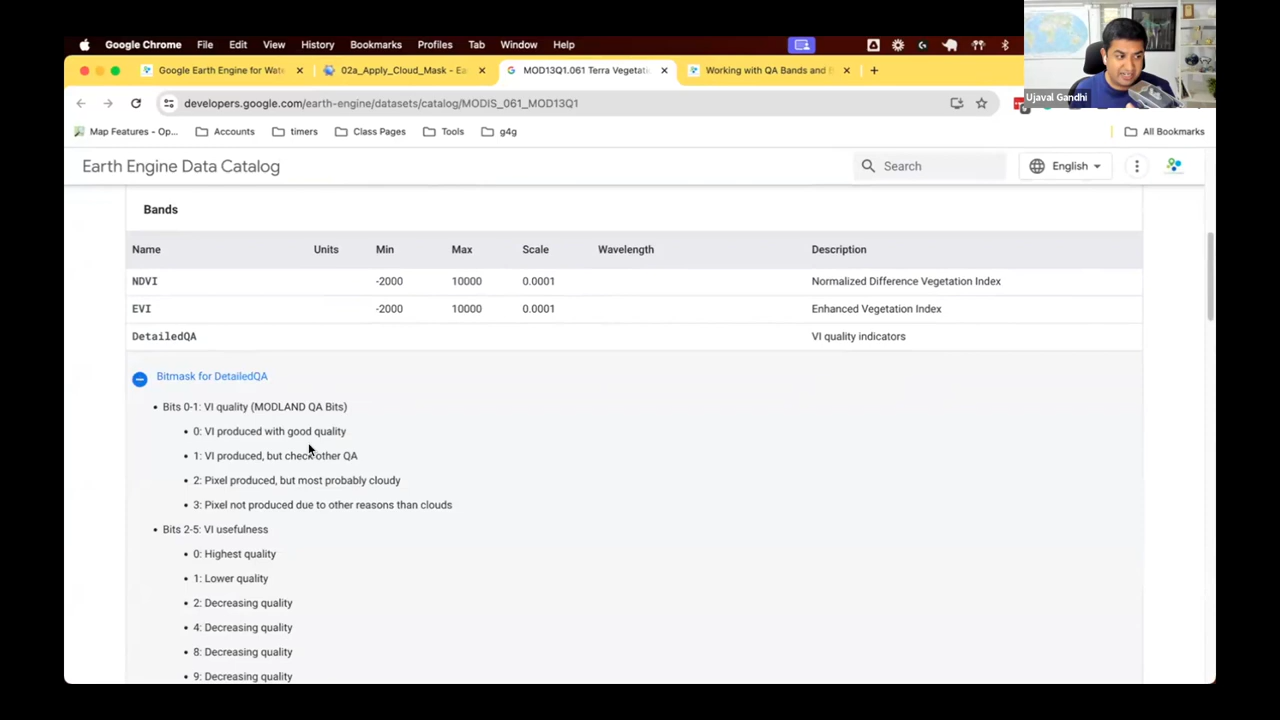 Google Chrome File Edit View History Bookmarks Profiles Tab Window Help
Google Earth Engine for Wate
02a_Apply_Cloud_Mask - Ea
MOD13Q1.061 Terra Vegetati
Working with QA Bands and B
Ujaval Gandhi
developers.google.com/earth-engine/datasets/catalog/MODIS_061_MOD13Q1
Map Features - Op... Accounts timers Class Pages Tools g4g All Bookmarks
Earth Engine Data Catalog Search English
Bands
Name Units Min Max Scale Wavelength Description
NDVI -2000 10000 0.0001 Normalized Difference Vegetation Index
EVI -2000 10000 0.0001 Enhanced Vegetation Index
DetailedQA VI quality indicators
Bitmask for DetailedQA
• Bits 0-1: VI quality (MODLAND QA Bits)
• 0: VI produced with good quality
• 1: VI produced, but check other QA
• 2: Pixel produced, but most probably cloudy
• 3: Pixel not produced due to other reasons than clouds
• Bits 2-5: VI usefulness
• 0: Highest quality
• 1: Lower quality
• 2: Decreasing quality
• 4: Decreasing quality
• 8: Decreasing quality
• 9: Decreasing quality